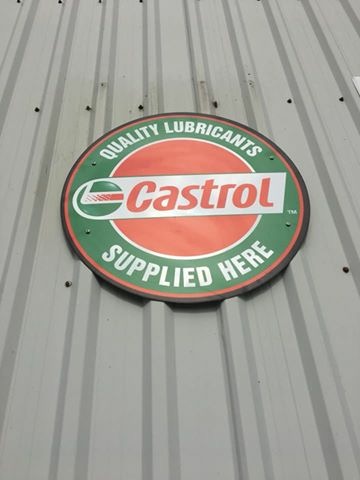 QUALITY LUBRICANTS
Castrol
TM
SUPPLIED HERE